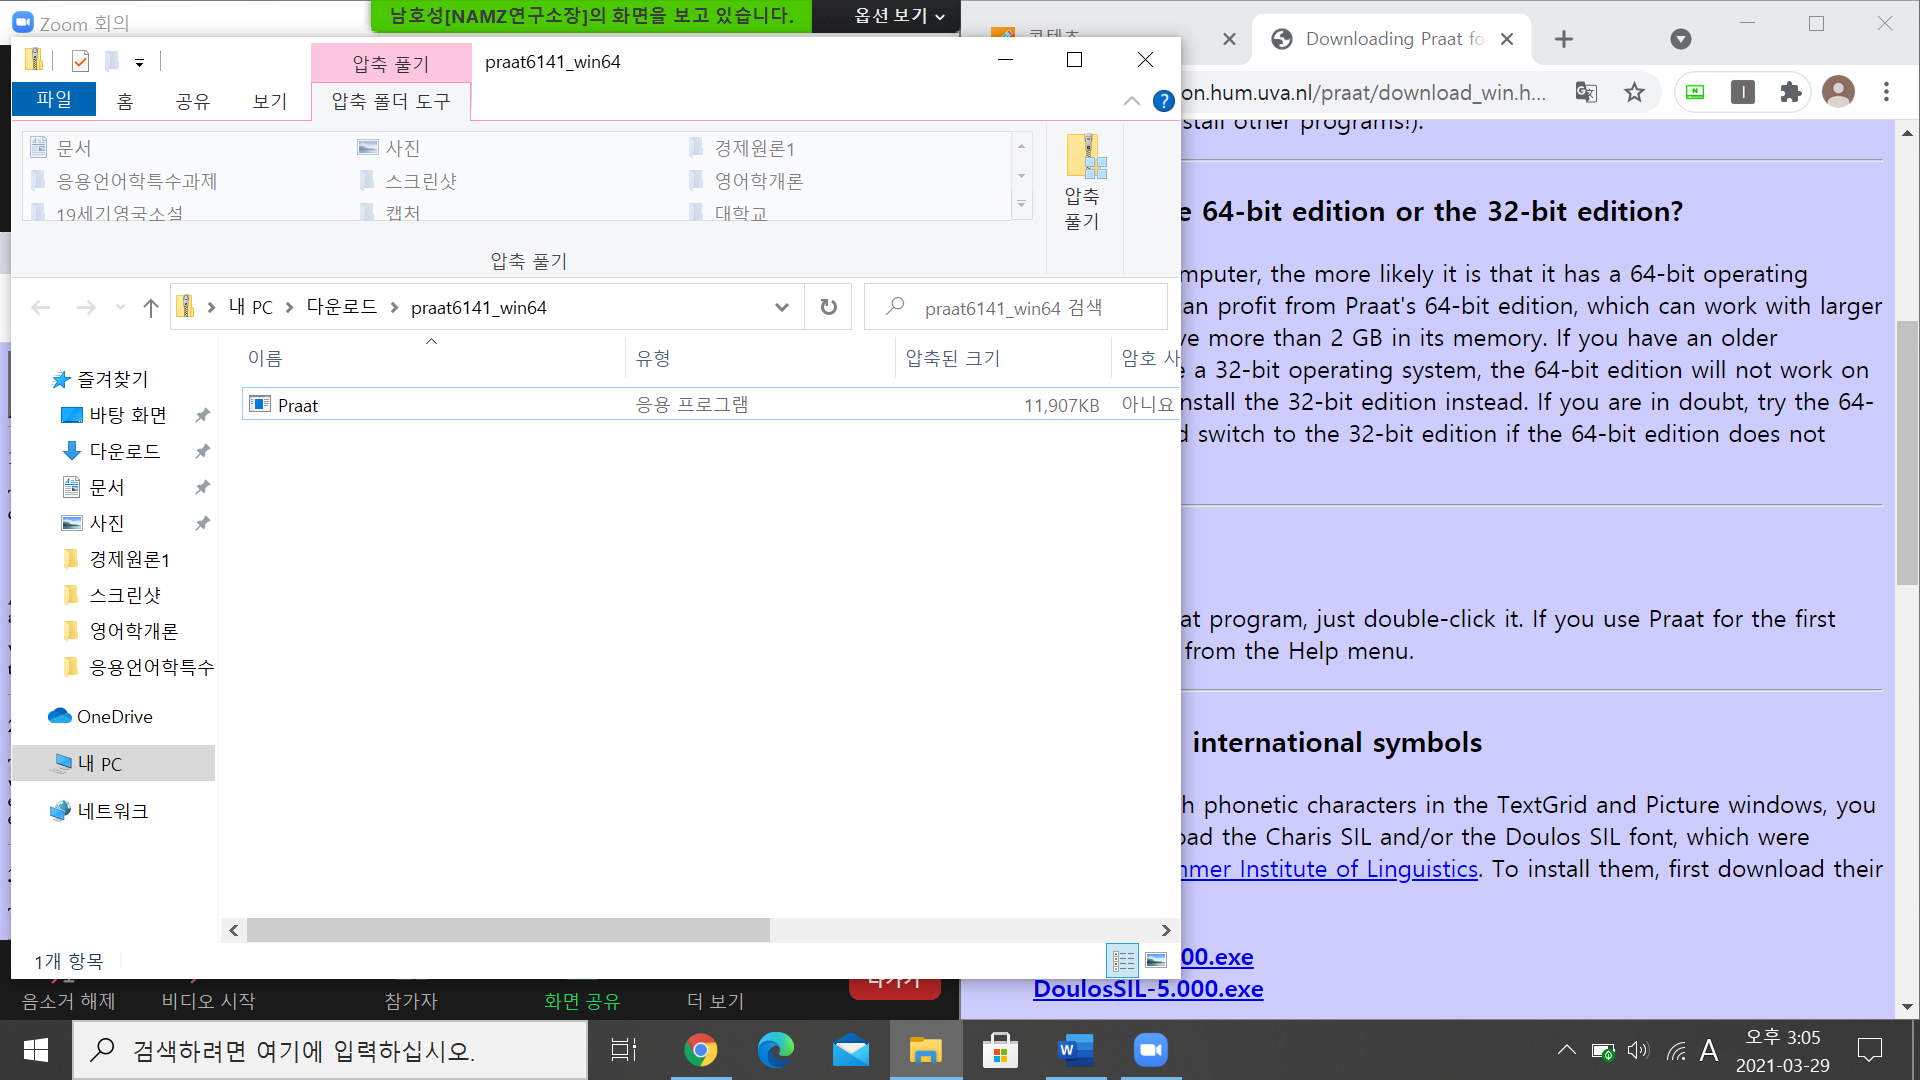 Zoom 회의
남호성[NAMZ연구소장]의 화면을 보고 있습니다.
옵션 보기
콘텐츠
Downloading Praat fo
압축 풀기
praat6141_win64
파일
홈
공유
보기
압축 폴더 도구
on.hum.uva.nl/praat/download_win.h...
문서
사진
경제원론1
응용언어학특수과제
스크린샷
영어학개론
19세기영국소설
캡처
대학교
압축 풀기
압축 풀기
내 PC
다운로드
praat6141_win64
praat6141_win64 검색
이름
유형
압축된 크기
암호 사
Praat
응용 프로그램
11,907KB
아니요
즐겨찾기
바탕 화면
다운로드
문서
사진
경제원론1
스크린샷
영어학개론
응용언어학특수
OneDrive
내 PC
네트워크
1개 항목
stall other programs!).
e 64-bit edition or the 32-bit edition?
mputer, the more likely it is that it has a 64-bit operating
an profit from Praat's 64-bit edition, which can work with larger
ve more than 2 GB in its memory. If you have an older
e a 32-bit operating system, the 64-bit edition will not work on
nstall the 32-bit edition instead. If you are in doubt, try the 64-
d switch to the 32-bit edition if the 64-bit edition does not
at program, just double-click it. If you use Praat for the first
from the Help menu.
international symbols
h phonetic characters in the TextGrid and Picture windows, you
oad the Charis SIL and/or the Doulos SIL font, which were
mmer Institute of Linguistics. To install them, first download their
00.exe
DoulosSIL-5.000.exe
음소거 해제
비디오 시작
참가자
화면 공유
더 보기
나가기
검색하려면 여기에 입력하십시오.
A
오후 3:05
2021-03-29